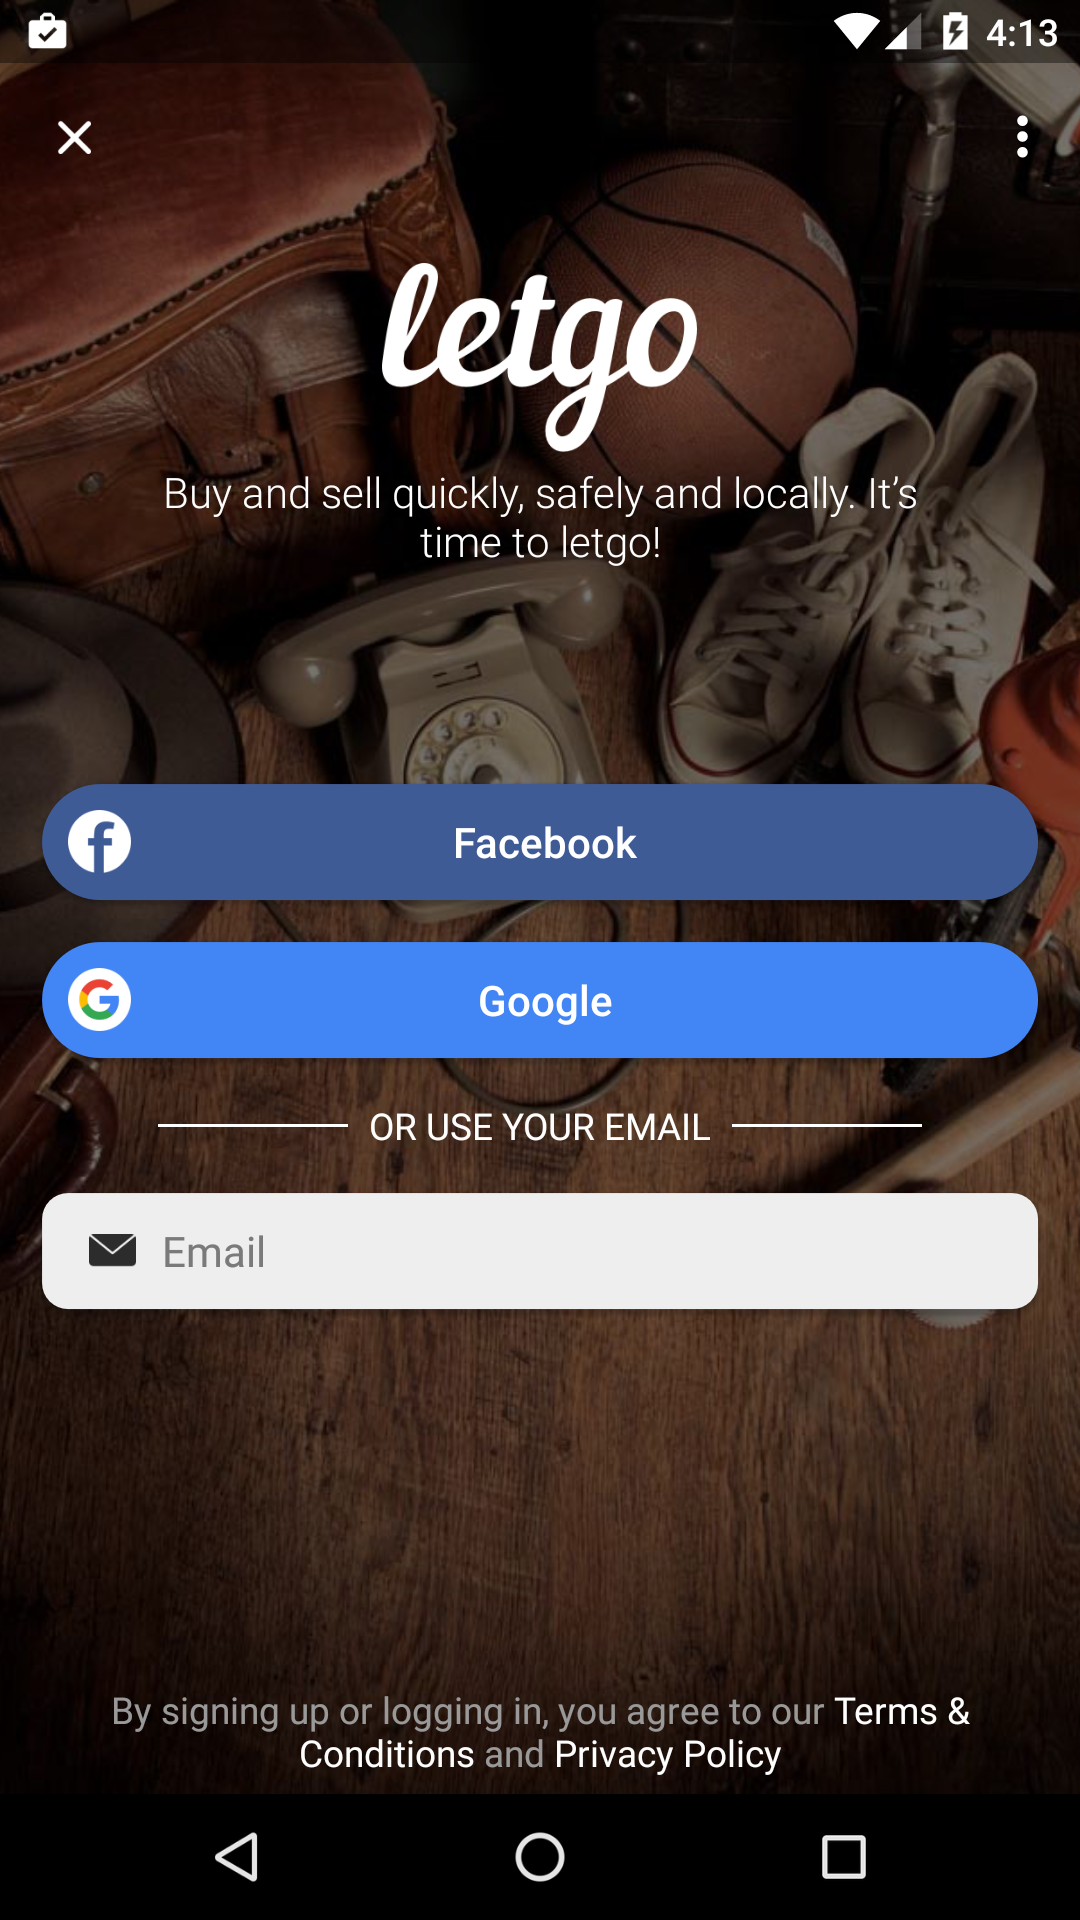 4:13
letgo
Buy and sell quickly, safely and locally. It’s
time to letgo!
Facebook
Google
OR USE YOUR EMAIL
Email
By signing up or logging in, you agree to our Terms &
Conditions and Privacy Policy